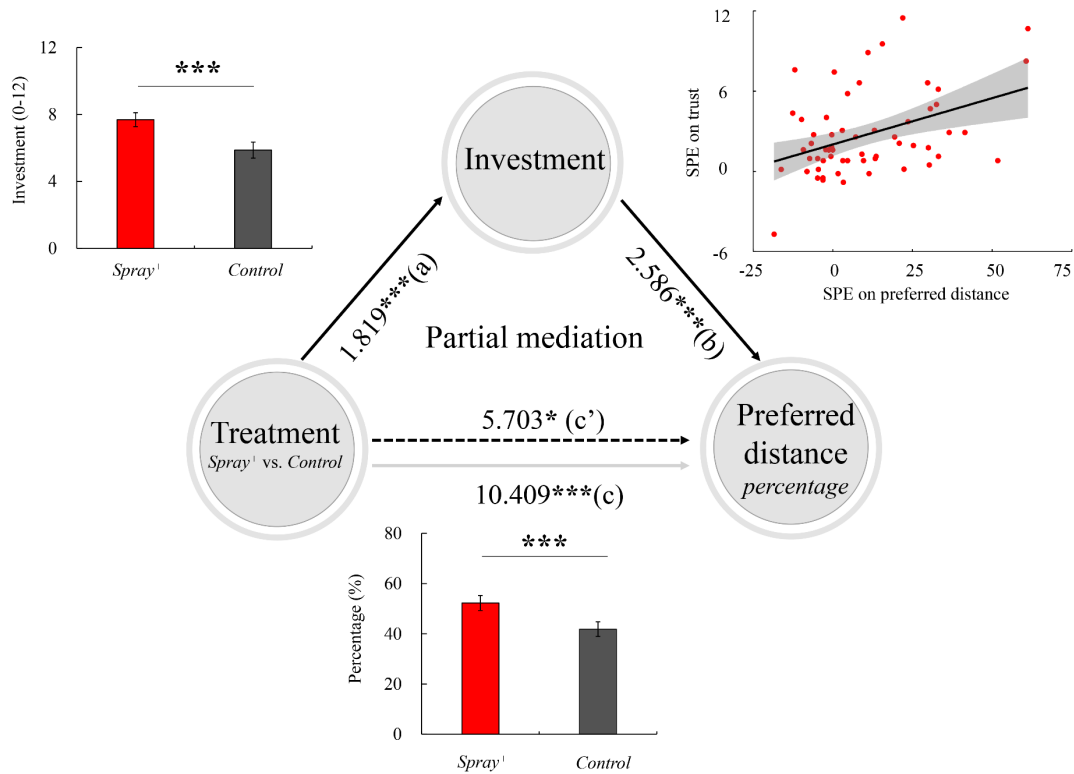 Investment (0-12)
12
8
4
0
***
Spray⁺
Control
Investment
SPE on trust
12
6
0
-6
-25
0
25
50
75
SPE on preferred distance
1.819***(a)
2.586***(b)
Partial mediation
Treatment
Spray⁺ vs. Control
5.703* (c’)
10.409***(c)
Preferred
distance
percentage
Percentage (%)
80
60
40
20
0
***
Spray⁺
Control